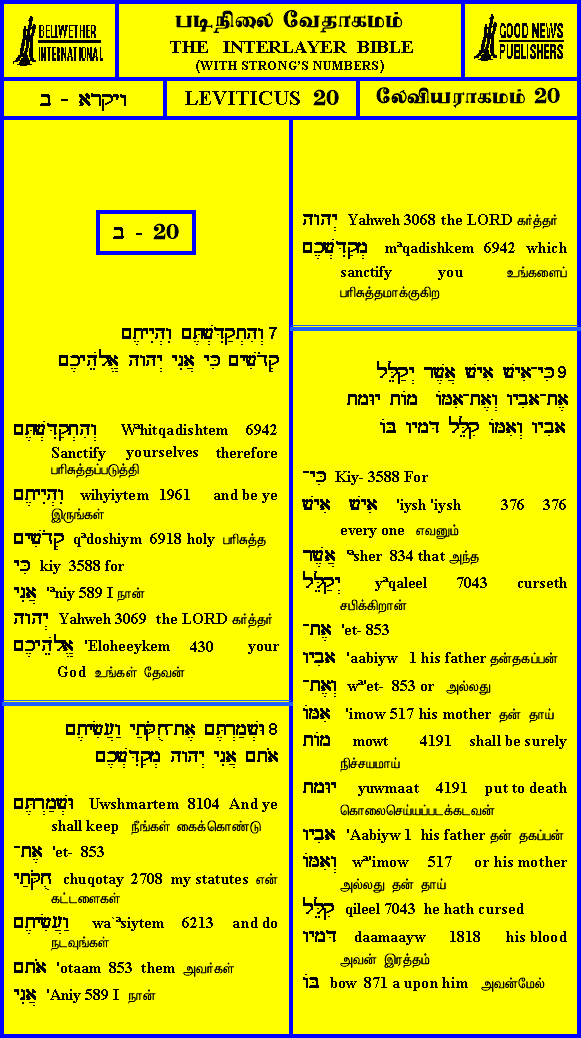 BELLWETHER
INTERNATIONAL
படிநிலை வேதாகமம்
THE INTERLAYER BIBLE
(WITH STRONG'S NUMBERS)
GOOD NEWS
PUBLISHERS
ויקרא - ב
LEVITICUS 20
லேவியராகமம் 20
ב - 20
7 וְהִתְקַדִּשְׁתֶּם וִהְיִיתֶם
קְדֹשִׁים כִּי אֲנִי יְהוָה אֱלֹהֵיכֶם
וְהִתְקַדִּשְׁתֶּם Wᵊhitqadishtem 6942
Sanctify yourselves therefore
பரிசுத்தப்படுத்தி
וִהְיִיתֶם wihyiytem 1961 and be ye
இருங்கள்
קְדֹשִׁים qᵊdoshiym 6918 holy பரிசுத்த
כִּי kiy 3588 for
אֲנִי 'ᵃniy 589 I நான்
יְהוָה Yahweh 3069 the LORD கர்த்தர்
אֱלֹהֵיכֶם 'Eloheeykem 430 your
God உங்கள் தேவன்
8 וּשְׁמַרְתֶּם אֶת־חֻקֹּתַי וַעֲשִׂיתֶם
אֹתָם אֲנִי יְהוָה מְקַדִּשְׁכֶם
וּשְׁמַרְתֶּם Uwshmartem 8104 And ye
shall keep நீங்கள் கைக்கொண்டு
אֶת־ 'et- 853
חֻקֹּתַי chuqotay 2708 my statutes என்
கட்டளைகள்
וַעֲשִׂיתֶם wa`ᵃsiytem 6213 and do
நடவுங்கள்
אֹתָם 'otaam 853 them அவர்கள்
אֲנִי 'Aniy 589 I நான்
יְהוָה Yahweh 3068 the LORD கர்த்தர்
מְקַדִּשְׁכֶם mᵊqadishkem 6942 which
sanctify you உங்களைப்
பரிசுத்தமாக்குகிற
9 כִּי־אִישׁ אִישׁ אֲשֶׁר יְקַלֵּל
אֶת־אָבִיו וְאֶת־אִמּוֹ מוֹת יוּמָת
אָבִיו וְאִמּוֹ קִלֵּל דָּמָיו בּוֹ
כִּי־ Kiy- 3588 For
אִישׁ אִישׁ 'iysh 'iysh 376 376
every one எவனும்
אֲשֶׁר ᵃsher 834 that அந்த
יְקַלֵּל yᵊqaleel 7043 curseth
சபிக்கிறான்
אֶת־ 'et- 853
אָבִיו 'aabiyw 1 his father தன்தகப்பன்
וְאֶת־ wᵊ'et- 853 or அல்லது
אִמּוֹ 'imow 517 his mother தன் தாய்
מוֹת mowt 4191 shall be surely
நிச்சயமாய்
יוּמָת yuwmaat 4191 put to death
கொலைசெய்யப்படக்கடவன்
אָבִיו 'Aabiyw 1 his father தன் தகப்பன்
וְאִמּוֹ wᵊ'imow 517 or his mother
அல்லது தன் தாய்
קִלֵּל qileel 7043 he hath cursed
דָּמָיו daamaayw 1818 his blood
அவன் இரத்தம்
בּוֹ bow 871 a upon him அவன்மேல்